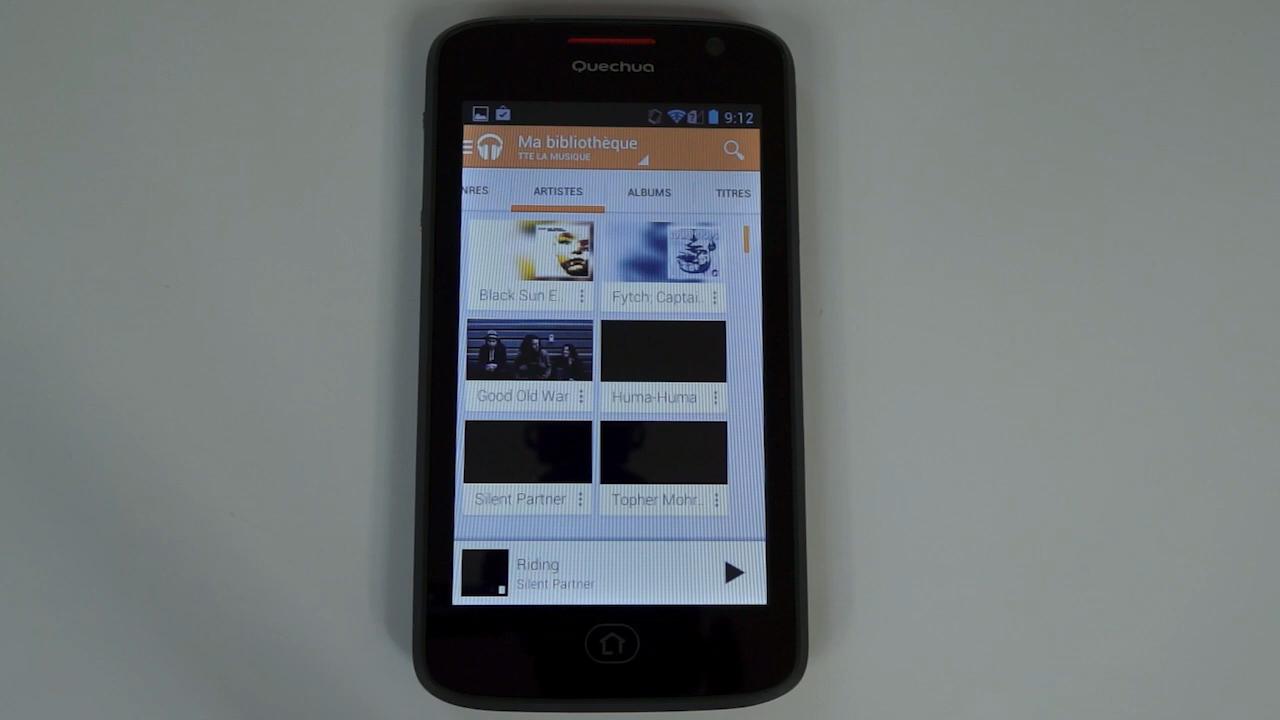 Quechua
9:12
Ma bibliothèque
TTE LA MUSIQUE
NRES ARTISTES ALBUMS TITRES
Black Sun E.. Fytch; Captai..
Good Old War Huma-Huma
Silent Partner Topher Mohr..
Riding
Silent Partner